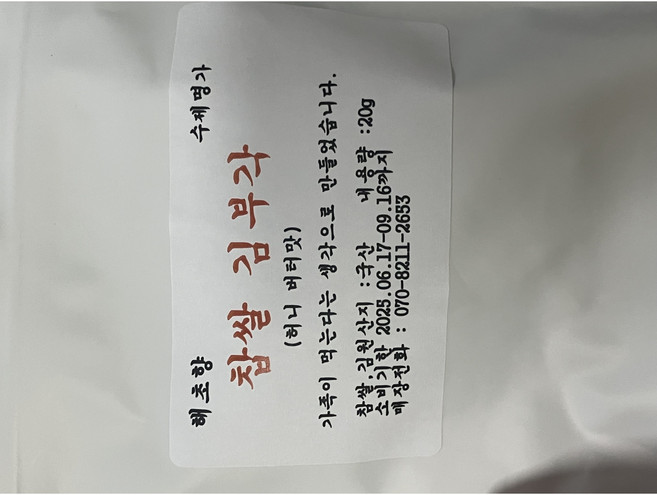 해초향 수제명가
찹쌀 김부각
(허니 버터맛)
가족이 먹는다는 생각으로 만들었습니다.
찹쌀,김원산지 :국산 내용량 :20g
소비기한 2025.06.17-09.16까지
매장전화 : 070-8211-2653